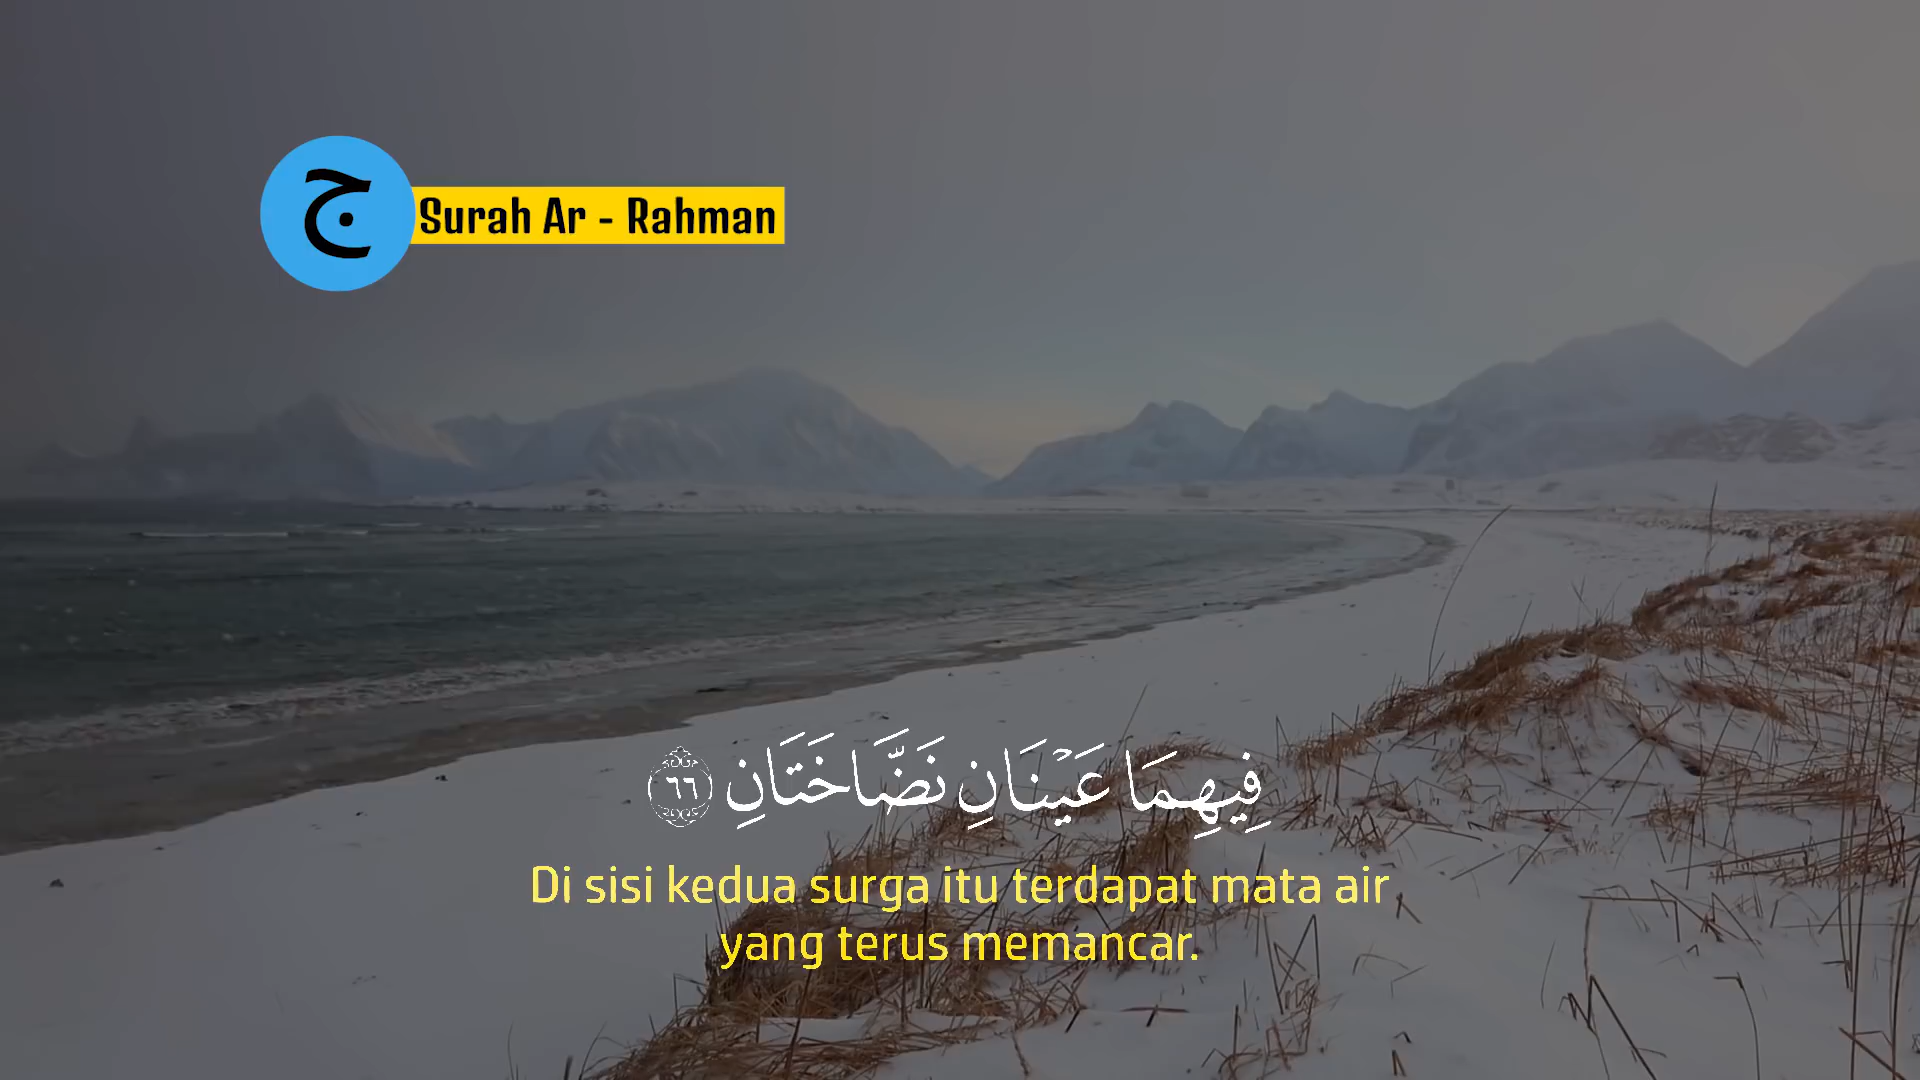 ج
Surah Ar - Rahman
فِيهِمَا عَيْنَانِ نَضَّاخَتَانِ ٦٦
Di sisi kedua surga itu terdapat mata air
yang terus memancar.